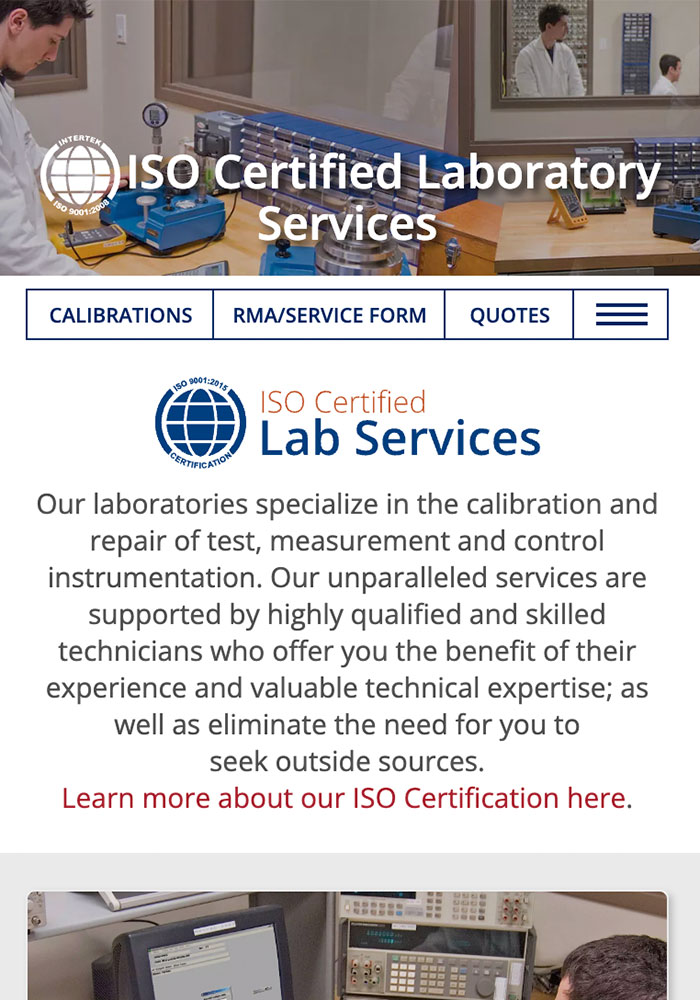 INTERTEK
ISO 9001:2008
ISO Certified Laboratory
Services
CALIBRATIONS
RMA/SERVICE FORM
QUOTES
ISO 9001:2015
CERTIFICATION
ISO Certified
Lab Services
Our laboratories specialize in the calibration and
repair of test, measurement and control
instrumentation. Our unparalleled services are
supported by highly qualified and skilled
technicians who offer you the benefit of their
experience and valuable technical expertise; as
well as eliminate the need for you to
seek outside sources.
Learn more about our ISO Certification here.